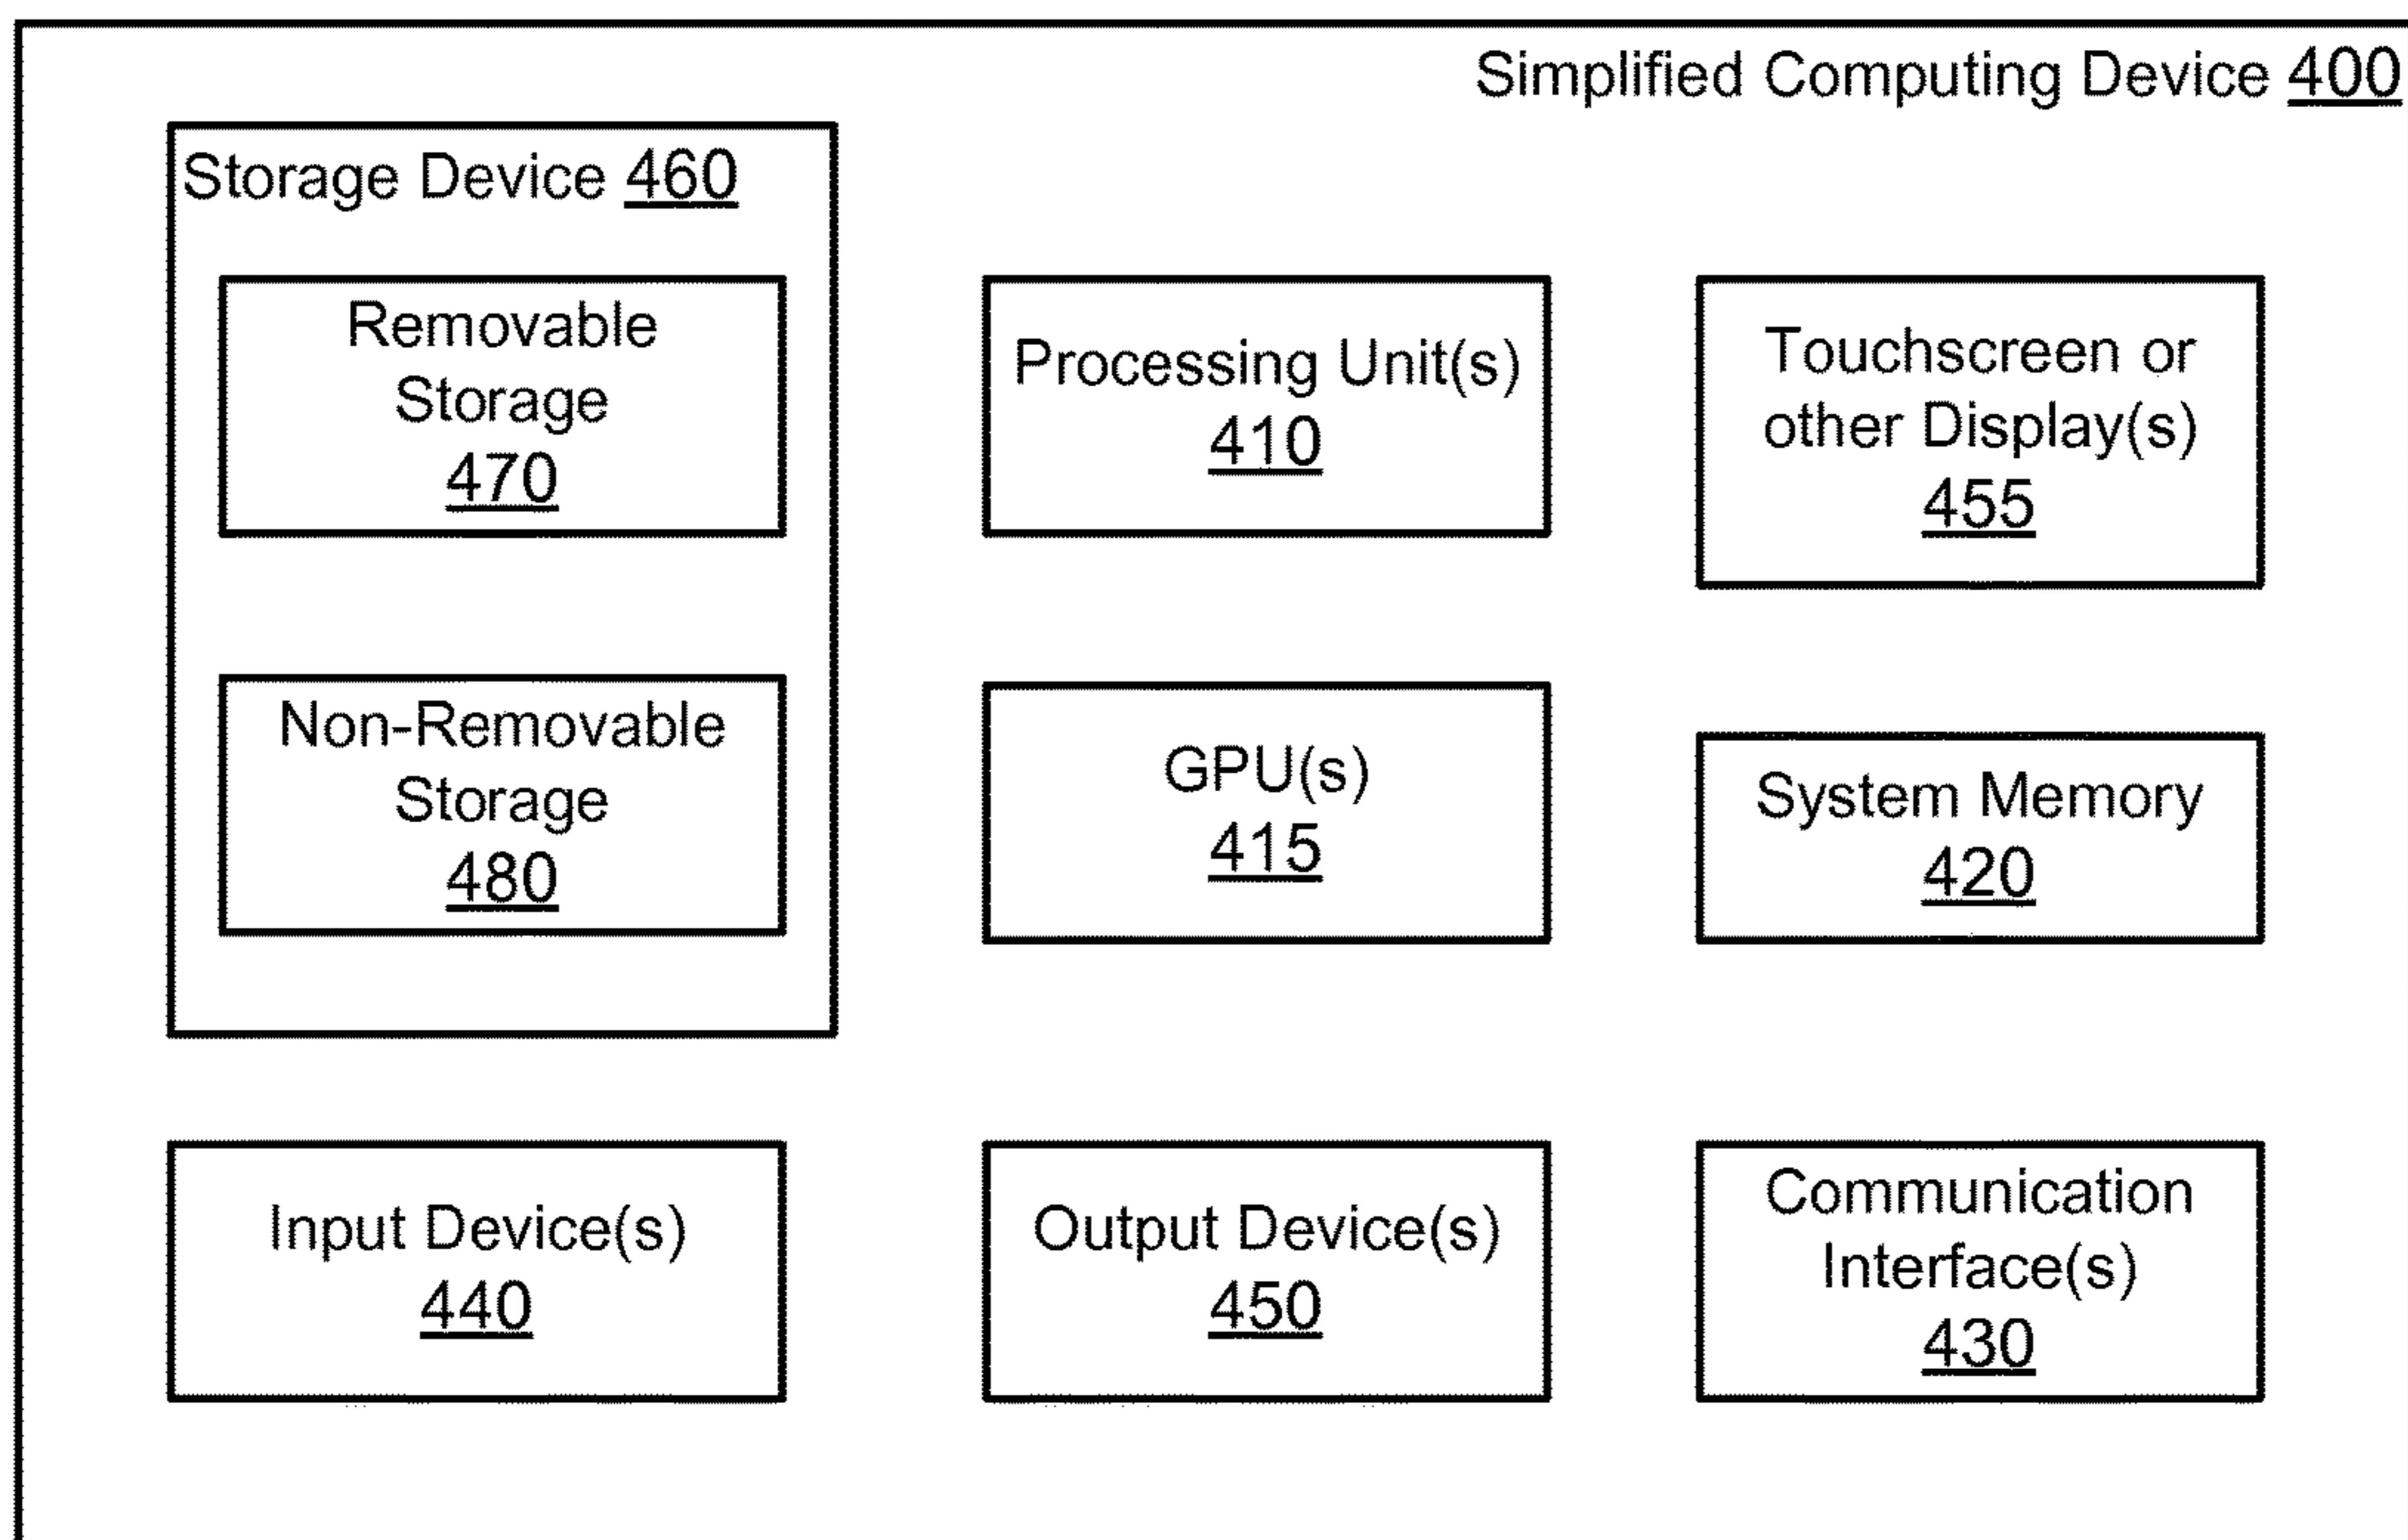 Simplified Computing Device 400
Storage Device 460
Removable
Storage
470
Non-Removable
Storage
480
Processing Unit(s)
410
Touchscreen or
other Display(s)
455
GPU(s)
415
System Memory
420
Input Device(s)
440
Output Device(s)
450
Communication
Interface(s)
430